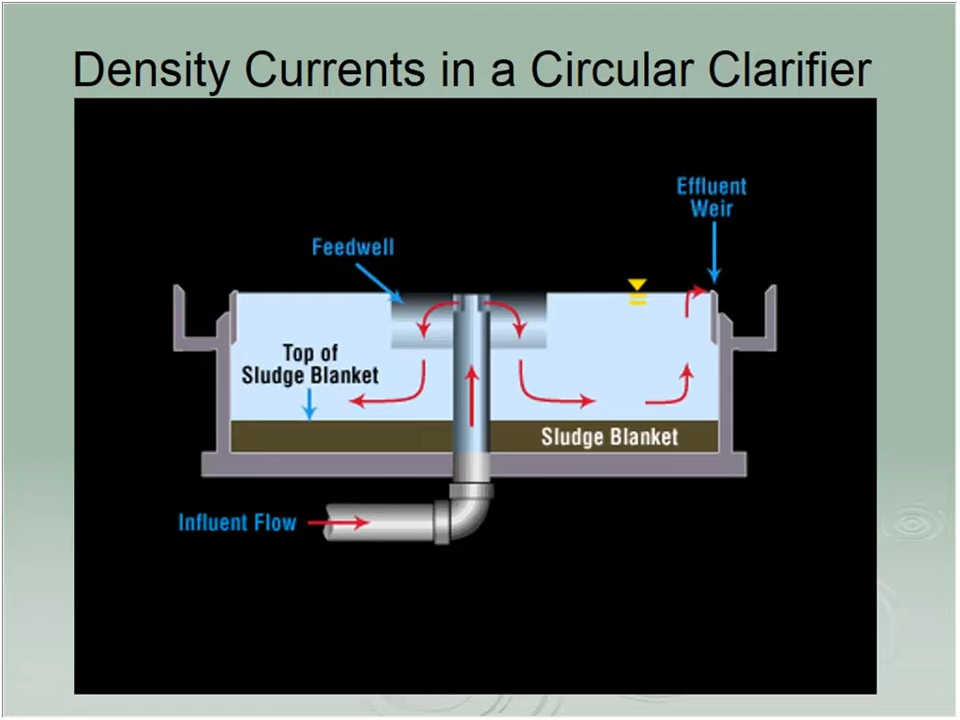 Density Currents in a Circular Clarifier
Effluent
Weir
Feedwell
Top of
Sludge Blanket
Sludge Blanket
Influent Flow